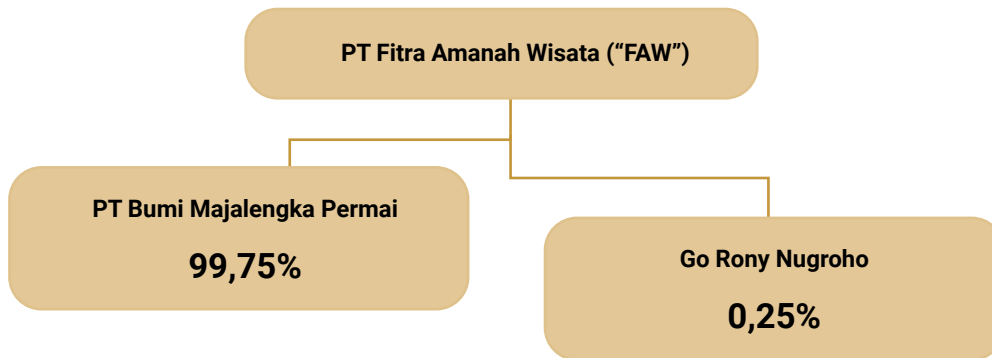 PT Fitra Amanah Wisata (“FAW”)
PT Bumi Majalengka Permai
99,75%
Go Rony Nugroho
0,25%